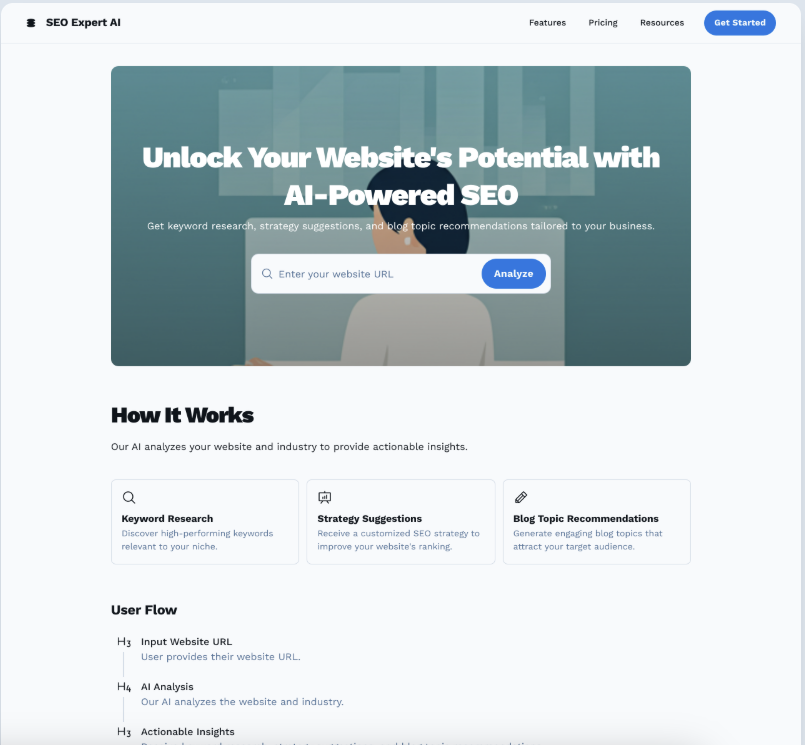 SEO Expert AI
Features
Pricing
Resources
Get Started
Unlock Your Website's Potential with
AI-Powered SEO
Get keyword research, strategy suggestions, and blog topic recommendations tailored to your business.
Enter your website URL
Analyze
How It Works
Our AI analyzes your website and industry to provide actionable insights.
Keyword Research
Discover high-performing keywords
relevant to your niche.
Strategy Suggestions
Receive a customized SEO strategy to
improve your website's ranking.
Blog Topic Recommendations
Generate engaging blog topics that
attract your target audience.
User Flow
H3 Input Website URL
User provides their website URL.
H4 AI Analysis
Our AI analyzes the website and industry.
H3 Actionable Insights